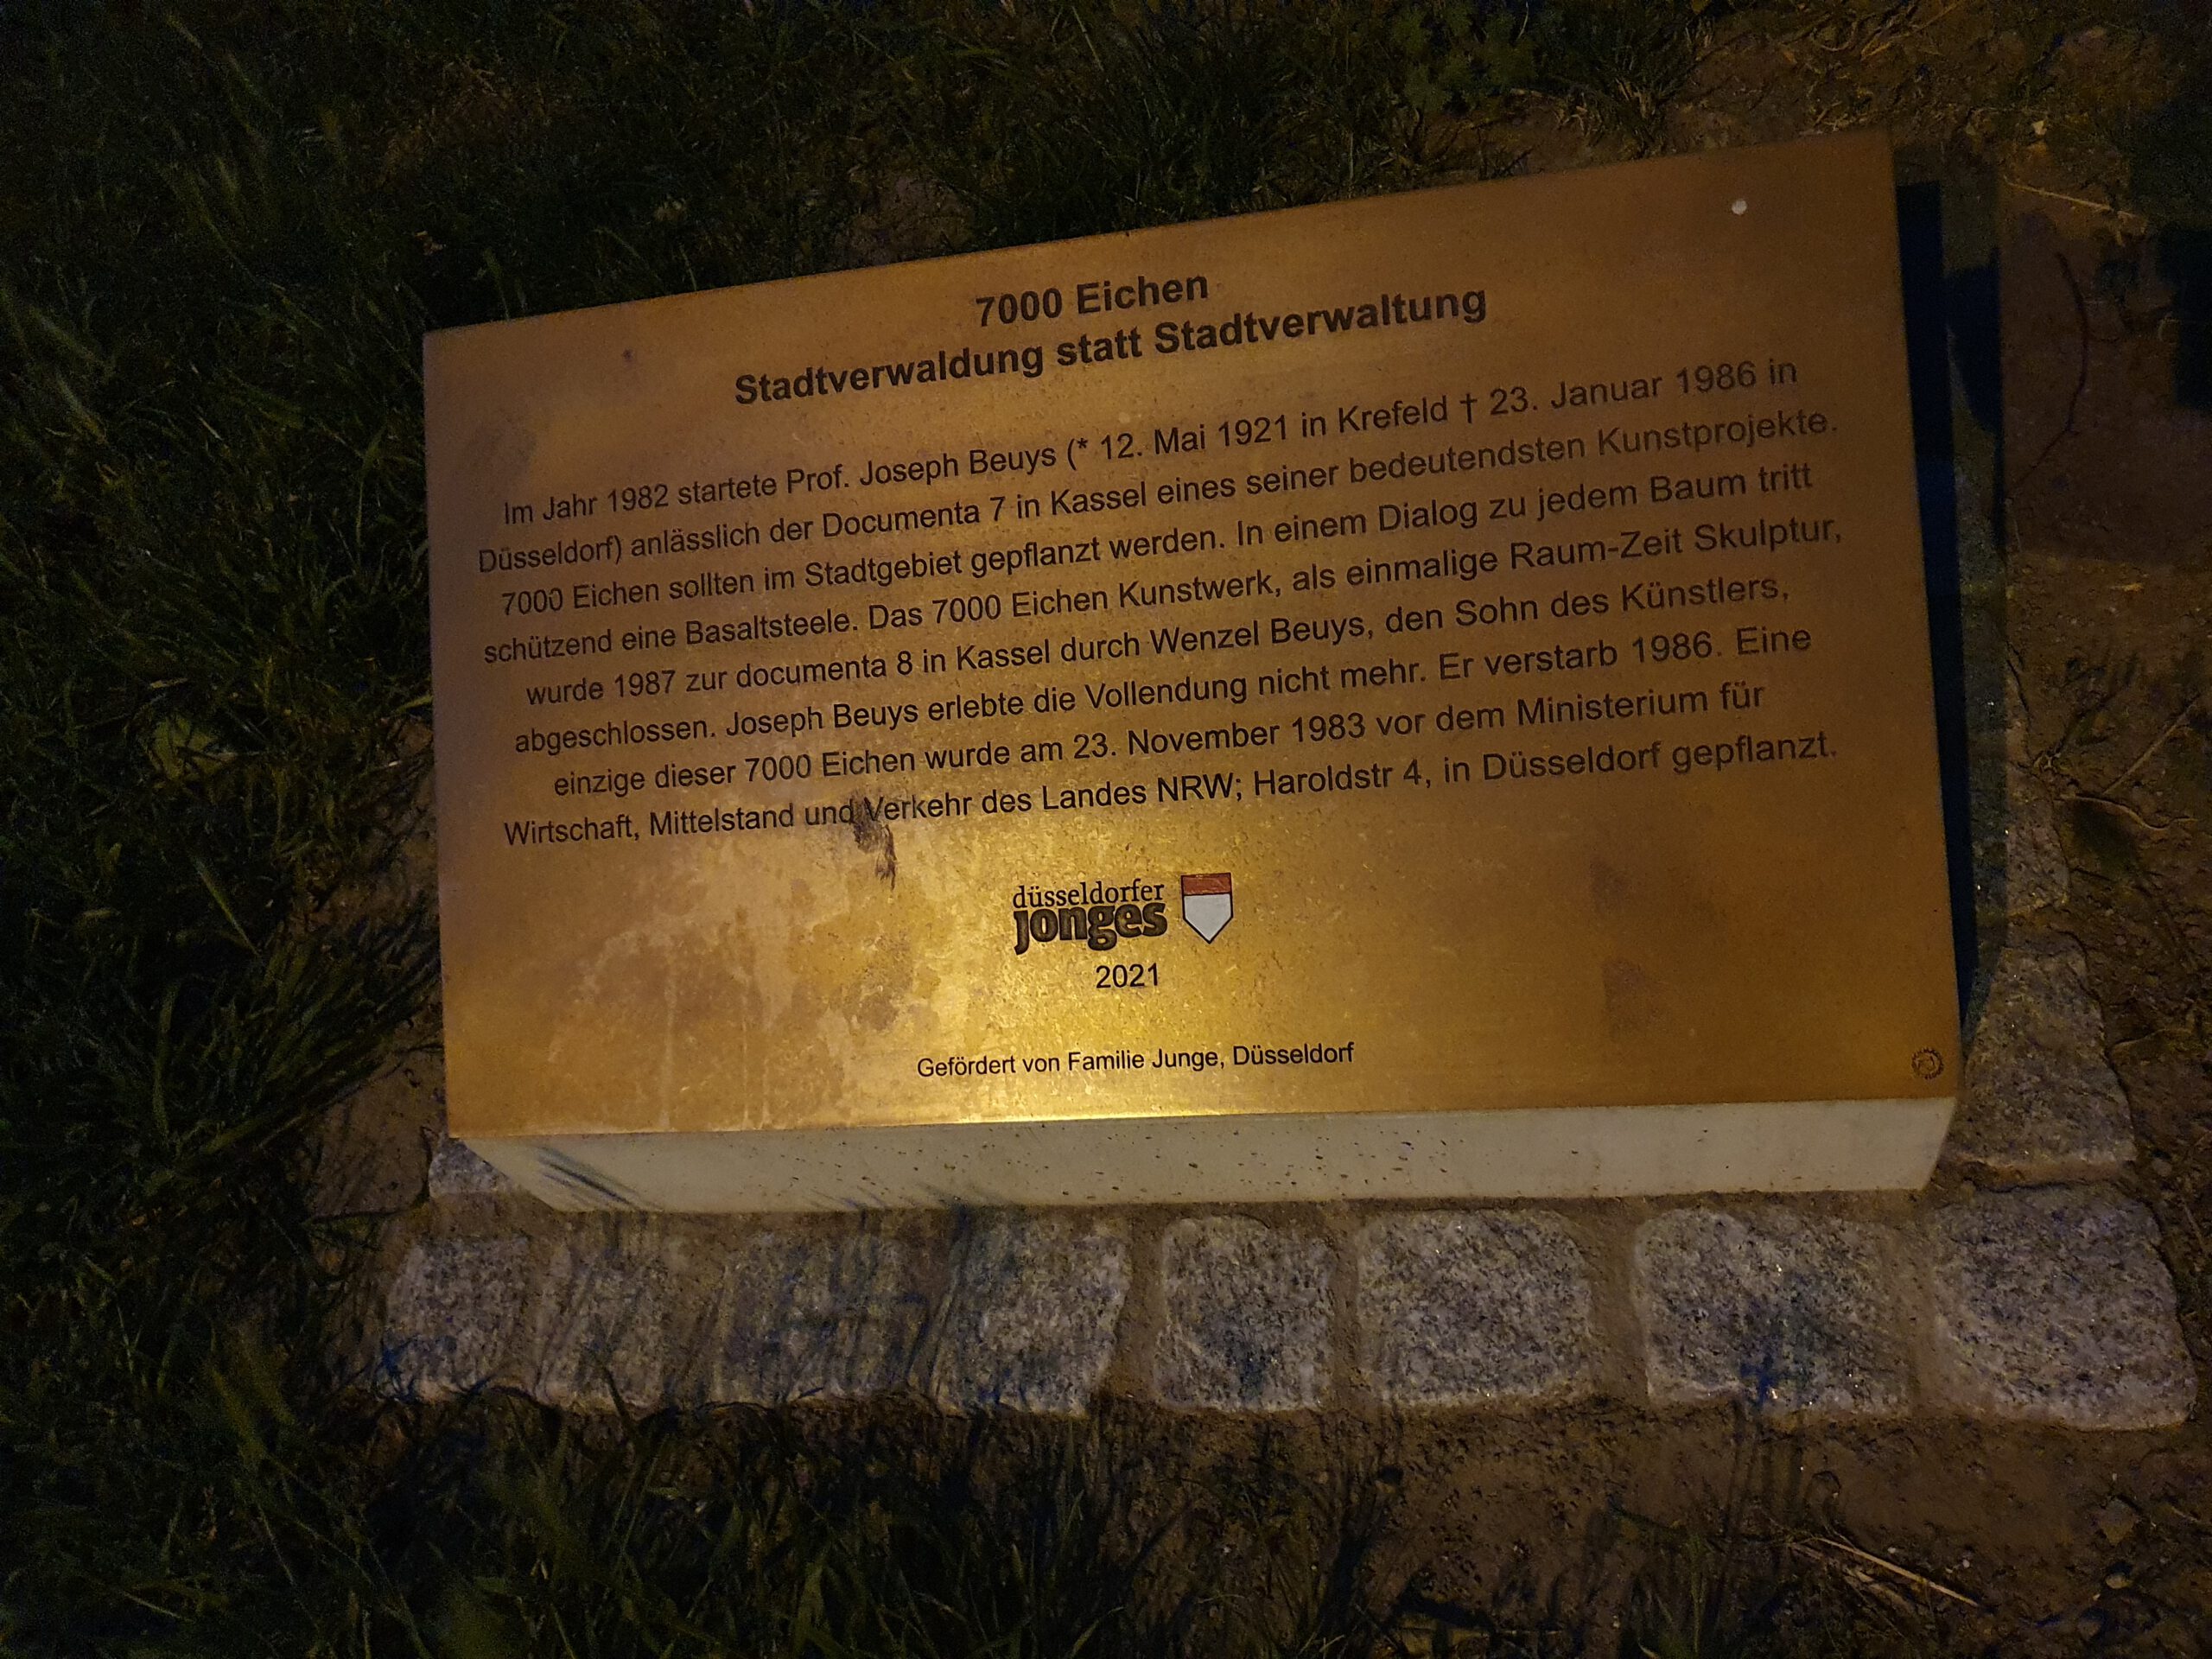 7000 Eichen
Stadtverwaldung statt Stadtverwaltung
Im Jahr 1982 startete Prof. Joseph Beuys (* 12. Mai 1921 in Krefeld † 23. Januar 1986 in
Düsseldorf) anlässlich der Documenta 7 in Kassel eines seiner bedeutendsten Kunstprojekte.
7000 Eichen sollten im Stadtgebiet gepflanzt werden. In einem Dialog zu jedem Baum tritt
schützend eine Basaltsteele. Das 7000 Eichen Kunstwerk, als einmalige Raum-Zeit Skulptur,
wurde 1987 zur documenta 8 in Kassel durch Wenzel Beuys, den Sohn des Künstlers,
abgeschlossen. Joseph Beuys erlebte die Vollendung nicht mehr. Er verstarb 1986. Eine
einzige dieser 7000 Eichen wurde am 23. November 1983 vor dem Ministerium für
Wirtschaft, Mittelstand und Verkehr des Landes NRW; Haroldstr 4, in Düsseldorf gepflanzt.
düsseldorfer
jonges
2021
Gefördert von Familie Junge, Düsseldorf